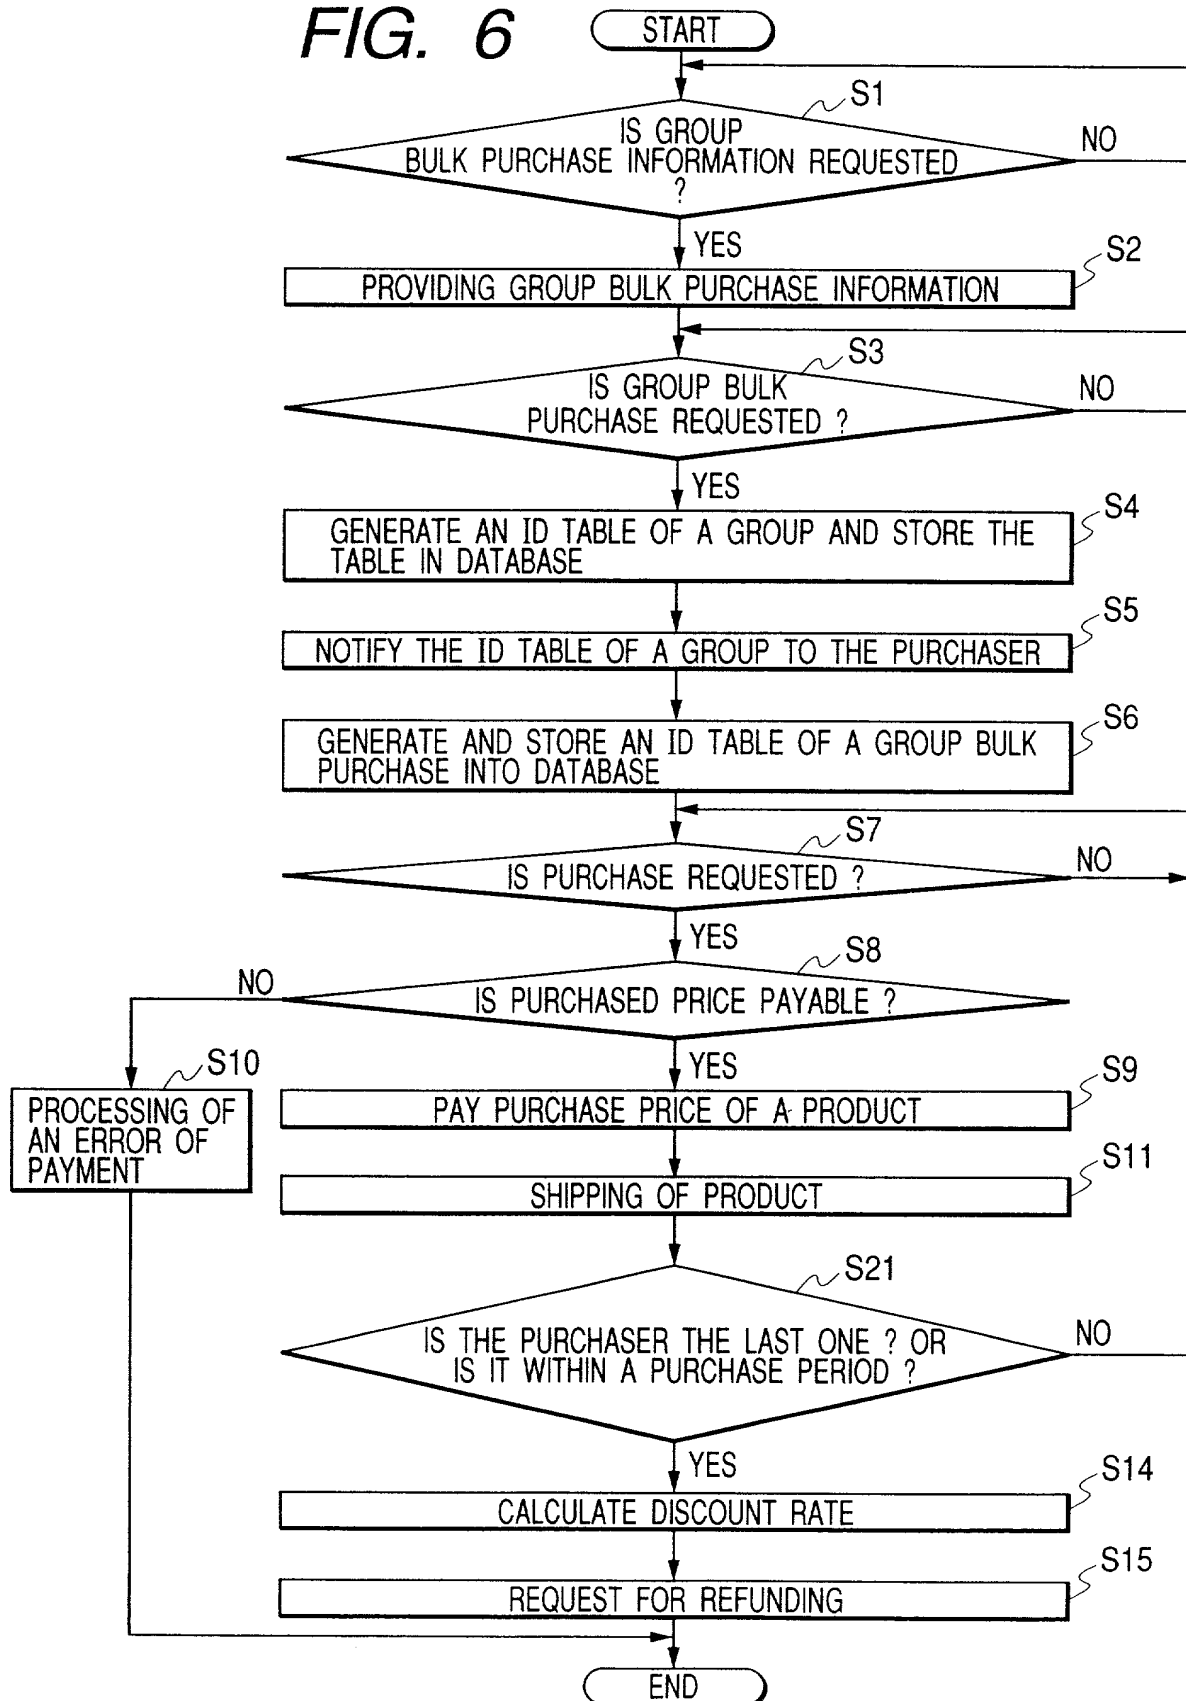 FIG. 6
START
S1
IS GROUP
BULK PURCHASE INFORMATION REQUESTED
?
NO
YES
S2
PROVIDING GROUP BULK PURCHASE INFORMATION
S3
IS GROUP BULK
PURCHASE REQUESTED ?
NO
YES
S4
GENERATE AN ID TABLE OF A GROUP AND STORE THE
TABLE IN DATABASE
S5
NOTIFY THE ID TABLE OF A GROUP TO THE PURCHASER
S6
GENERATE AND STORE AN ID TABLE OF A GROUP BULK
PURCHASE INTO DATABASE
S7
IS PURCHASE REQUESTED ?
NO
YES
S8
NO
IS PURCHASED PRICE PAYABLE ?
YES
S10
PROCESSING OF
AN ERROR OF
PAYMENT
S9
PAY PURCHASE PRICE OF A PRODUCT
S11
SHIPPING OF PRODUCT
S21
IS THE PURCHASER THE LAST ONE ? OR
IS IT WITHIN A PURCHASE PERIOD ?
NO
YES
S14
CALCULATE DISCOUNT RATE
S15
REQUEST FOR REFUNDING
END